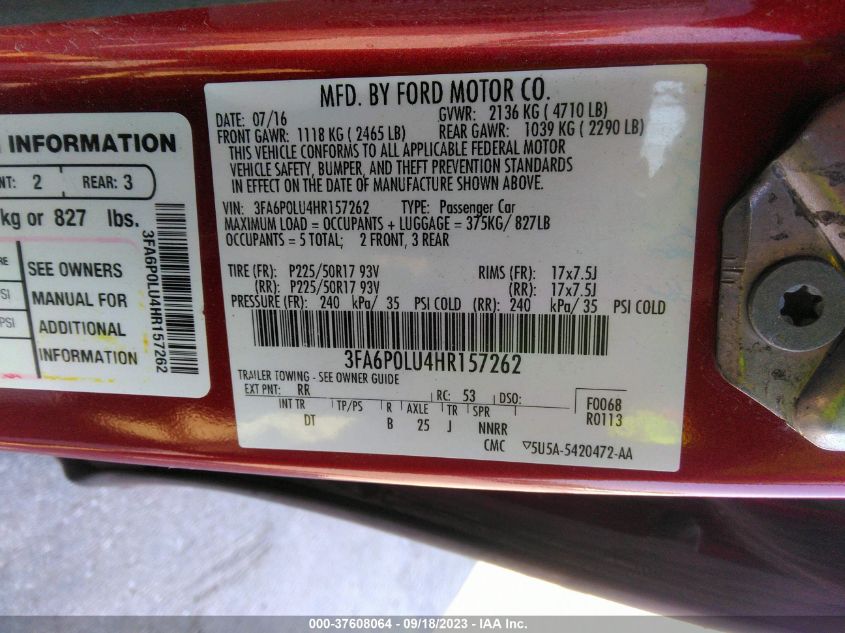 INFORMATION
NT: 2 REAR: 3
kg or 827 lbs.
RE
SEE OWNERS
PSI MANUAL FOR
PSI ADDITIONAL
INFORMATION
3FA6P0LU4HR157262
MFD. BY FORD MOTOR CO.
DATE: 07/16 GVWR: 2136 KG ( 4710 LB)
FRONT GAWR: 1118 KG ( 2465 LB) REAR GAWR: 1039 KG ( 2290 LB)
THIS VEHICLE CONFORMS TO ALL APPLICABLE FEDERAL MOTOR
VEHICLE SAFETY, BUMPER, AND THEFT PREVENTION STANDARDS
IN EFFECT ON THE DATE OF MANUFACTURE SHOWN ABOVE.
VIN: 3FA6P0LU4HR157262 TYPE: Passenger Car
MAXIMUM LOAD = OCCUPANTS + LUGGAGE = 375KG/ 827LB
OCCUPANTS = 5 TOTAL; 2 FRONT, 3 REAR
TIRE (FR): P225/50R17 93V RIMS (FR): 17x7.5J
(RR): P225/50R17 93V (RR): 17x7.5J
PRESSURE (FR): 240 kPa/ 35 PSI COLD (RR): 240 kPa/ 35 PSI COLD
3FA6P0LU4HR157262
TRAILER TOWING - SEE OWNER GUIDE
EXT PNT: RR RC: 53 DSO:
INT TR TP/PS R AXLE TR SPR F0068
DT B 25 J NNRR R0113
CMC ▽5U5A-5420472-AA
000-37608064 - 09/18/2023 - IAA Inc.